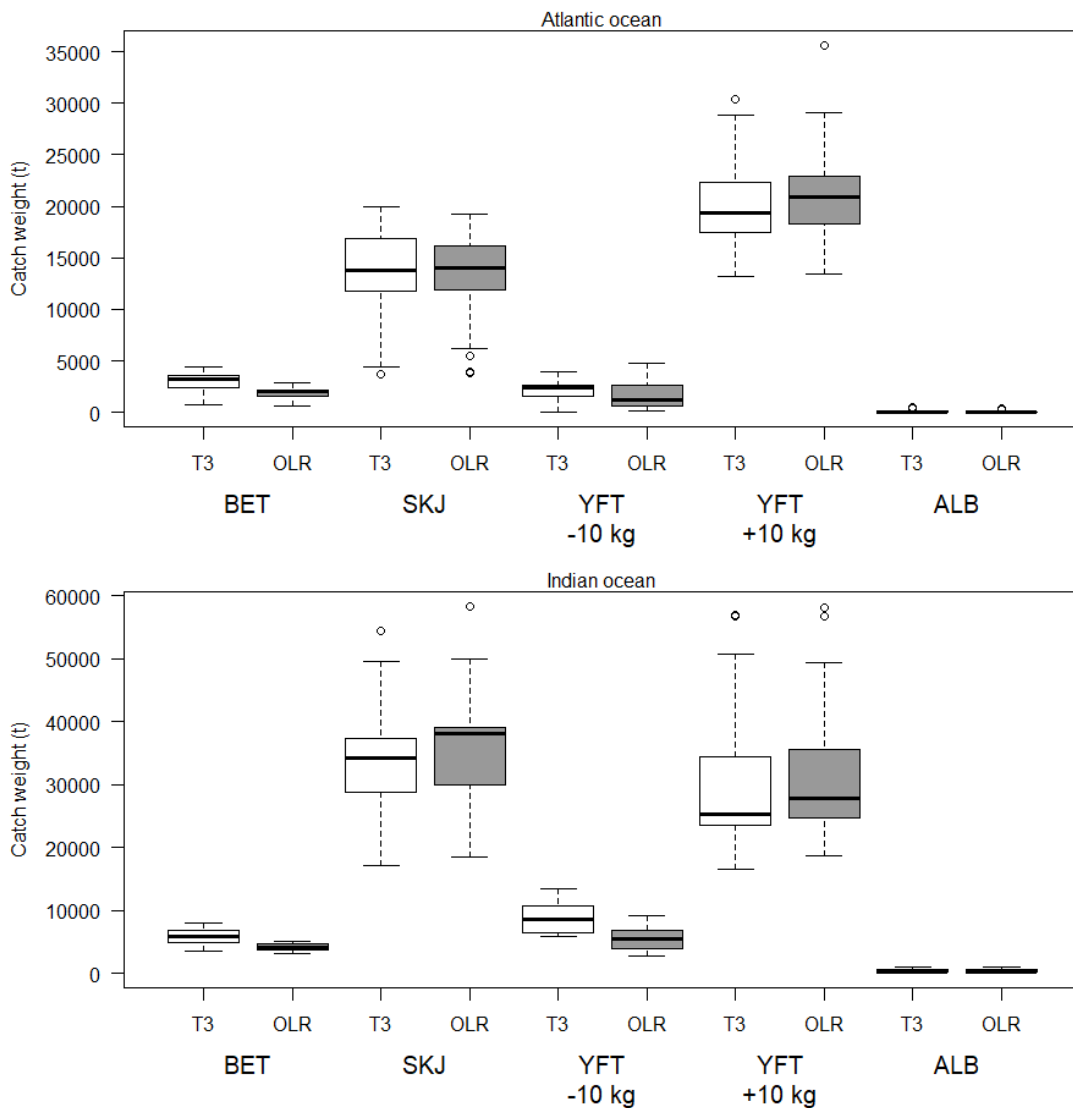 Atlantic ocean
35000
30000
25000
20000
15000
10000
5000
0
Catch weight (t)
T3 OLR T3 OLR T3 OLR T3 OLR T3 OLR
BET SKJ YFT YFT ALB
-10 kg +10 kg
Indian ocean
60000
50000
40000
30000
20000
10000
0
Catch weight (t)
T3 OLR T3 OLR T3 OLR T3 OLR T3 OLR
BET SKJ YFT YFT ALB
-10 kg +10 kg